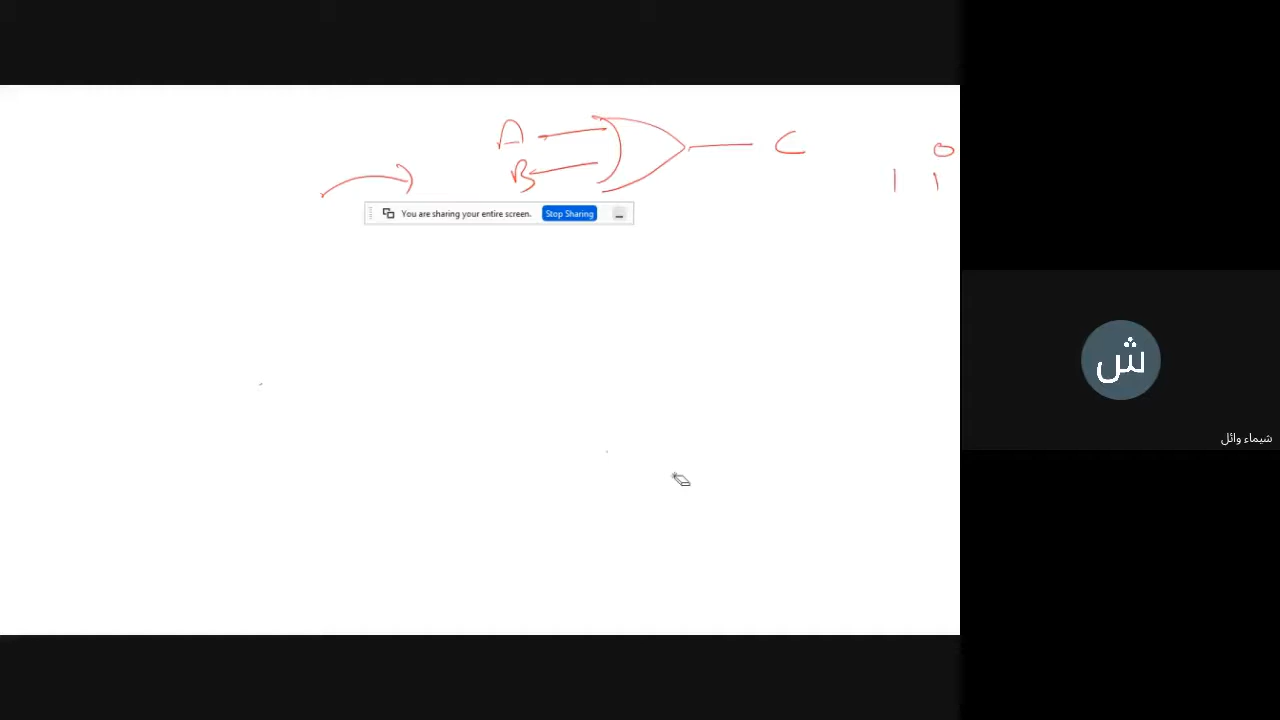 A C 0
B 1 1
You are sharing your entire screen. Stop Sharing
ش
شيماء وائل